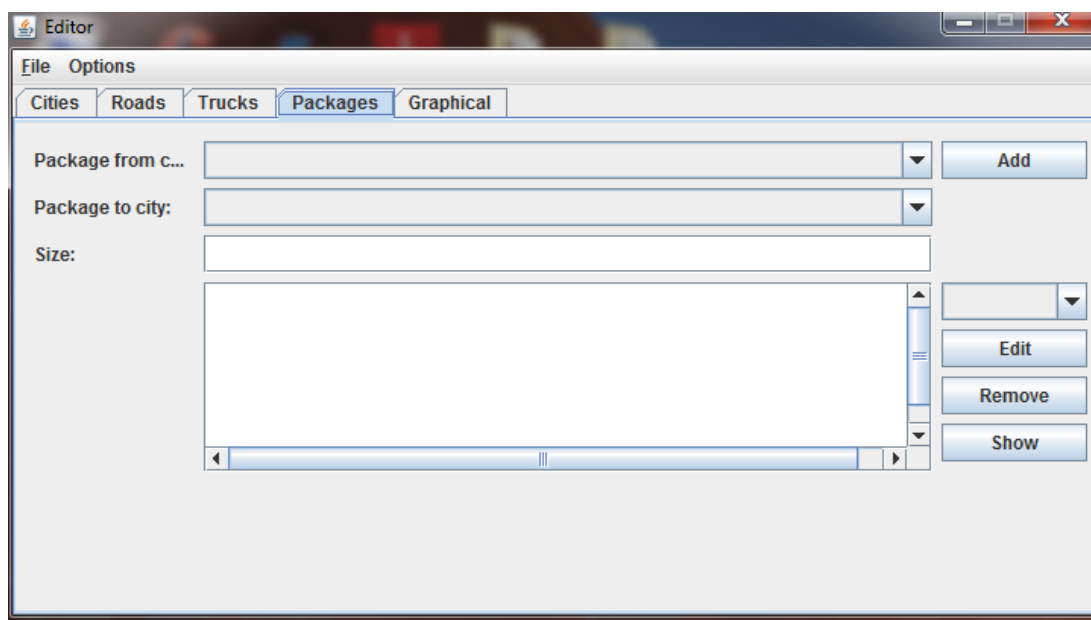 Editor
File Options
Cities Roads Trucks Packages Graphical
Package from c... Add
Package to city:
Size:
Edit
Remove
Show